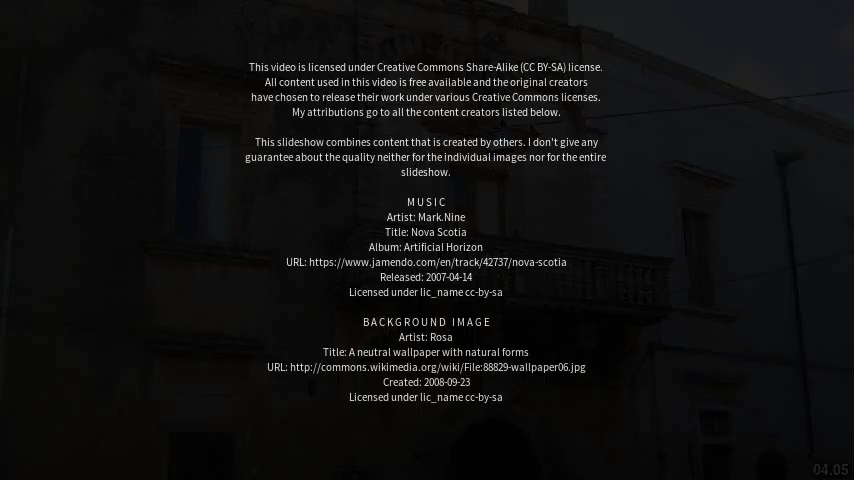 This video is licensed under Creative Commons Share-Alike (CC BY-SA) license.
All content used in this video is free available and the original creators
have chosen to release their work under various Creative Commons licenses.
My attributions go to all the content creators listed below.
This slideshow combines content that is created by others. I don't give any
guarantee about the quality neither for the individual images nor for the entire
slideshow.
MUSIC
Artist: Mark.Nine
Title: Nova Scotia
Album: Artificial Horizon
URL: https://www.jamendo.com/en/track/42737/nova-scotia
Released: 2007-04-14
Licensed under lic_name cc-by-sa
BACKGROUND IMAGE
Artist: Rosa
Title: A neutral wallpaper with natural forms
URL: http://commons.wikimedia.org/wiki/File:88829-wallpaper06.jpg
Created: 2008-09-23
Licensed under lic_name cc-by-sa
04.05